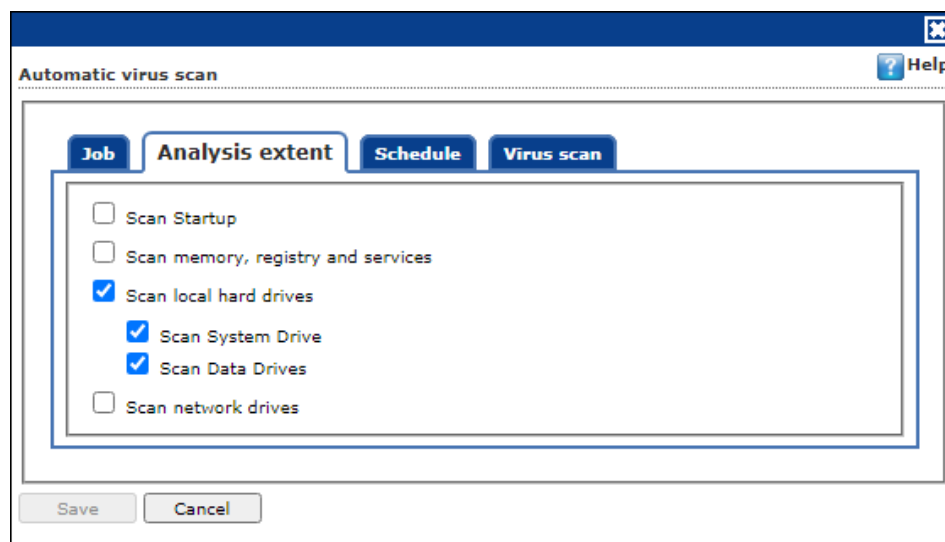 Automatic virus scan
? Help
Job Analysis extent Schedule Virus scan
Scan Startup
Scan memory, registry and services
Scan local hard drives
Scan System Drive
Scan Data Drives
Scan network drives
Save Cancel